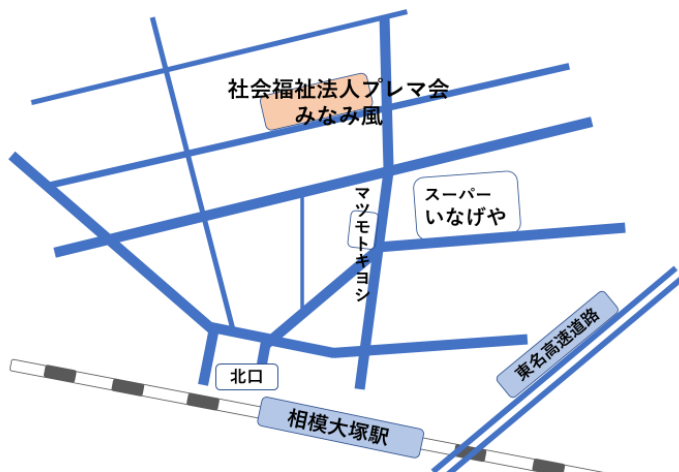 社会福祉法人プレマ会
みなみ風
スーパー
いなげや
マツモトキヨシ
東名高速道路
北口
相模大塚駅